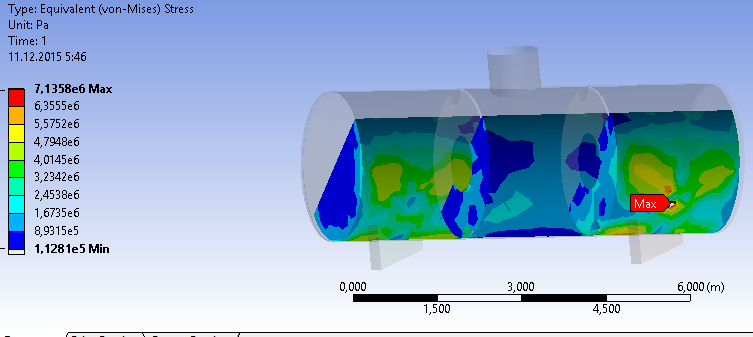 Type: Equivalent (von-Mises) Stress
Unit: Pa
Time: 1
11.12.2015 5:46
7,1358e6 Max
6,3555e6
5,5752e6
4,7948e6
4,0145e6
3,2342e6
2,4538e6
1,6735e6
8,9315e5
1,1281e5 Min
Max
0,000 3,000 6,000 (m)
1,500 4,500